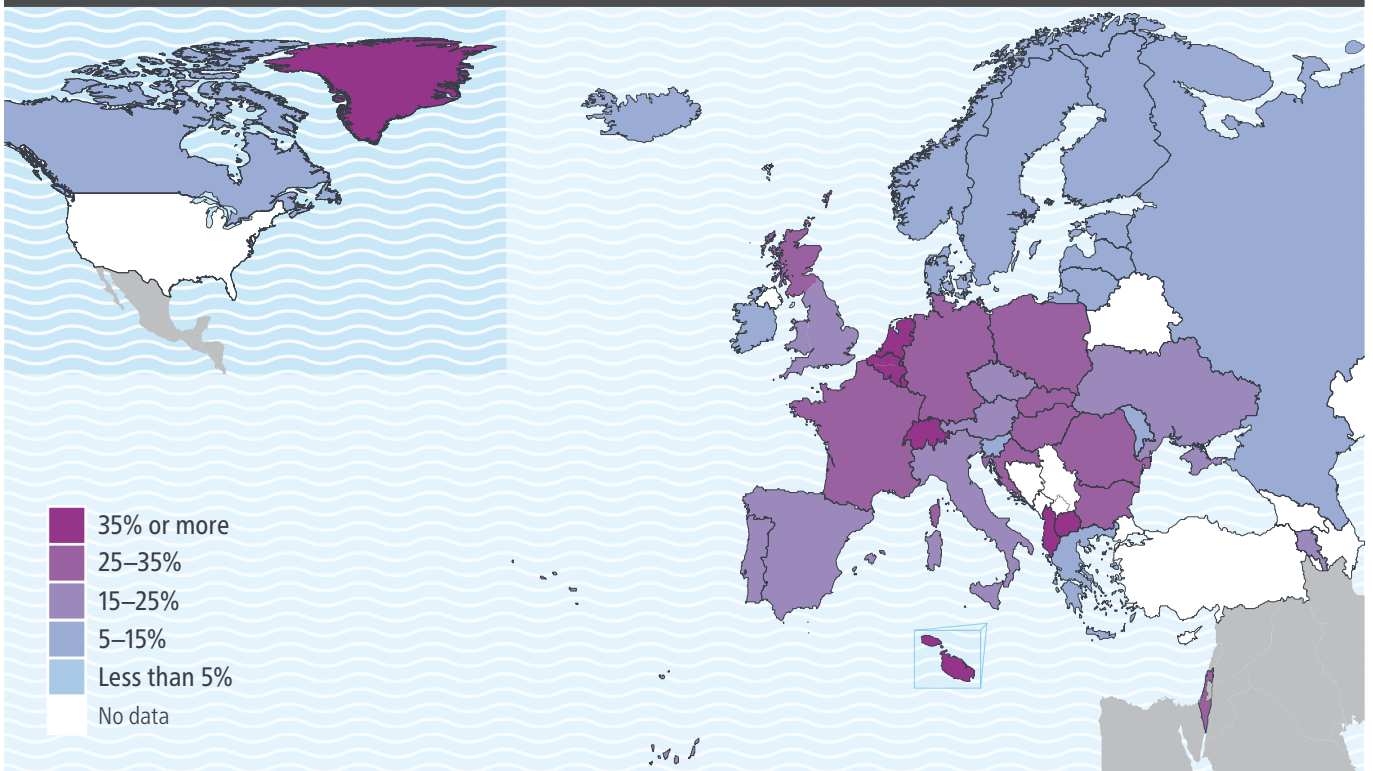 35% or more
25–35%
15–25%
5–15%
Less than 5%
No data